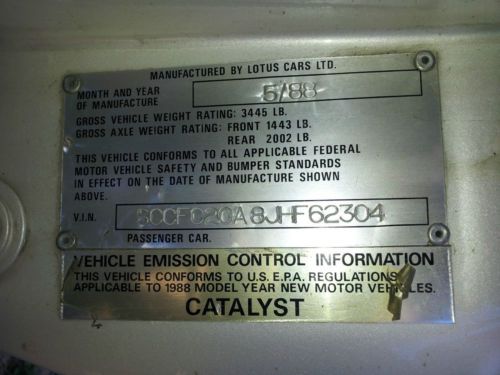 MANUFACTURED BY LOTUS CARS LTD.
MONTH AND YEAR
OF MANUFACTURE 5/88
GROSS VEHICLE WEIGHT RATING: 3445 LB.
GROSS AXLE WEIGHT RATING: FRONT 1443 LB.
REAR 2002 LB.
THIS VEHICLE CONFORMS TO ALL APPLICABLE FEDERAL
MOTOR VEHICLE SAFETY AND BUMPER STANDARDS
IN EFFECT ON THE DATE OF MANUFACTURE SHOWN
ABOVE.
V.I.N. SCCFC20A8JHF62304
PASSENGER CAR.
VEHICLE EMISSION CONTROL INFORMATION
THIS VEHICLE CONFORMS TO U.S. E.P.A. REGULATIONS
APPLICABLE TO 1988 MODEL YEAR NEW MOTOR VEHICLES.
CATALYST